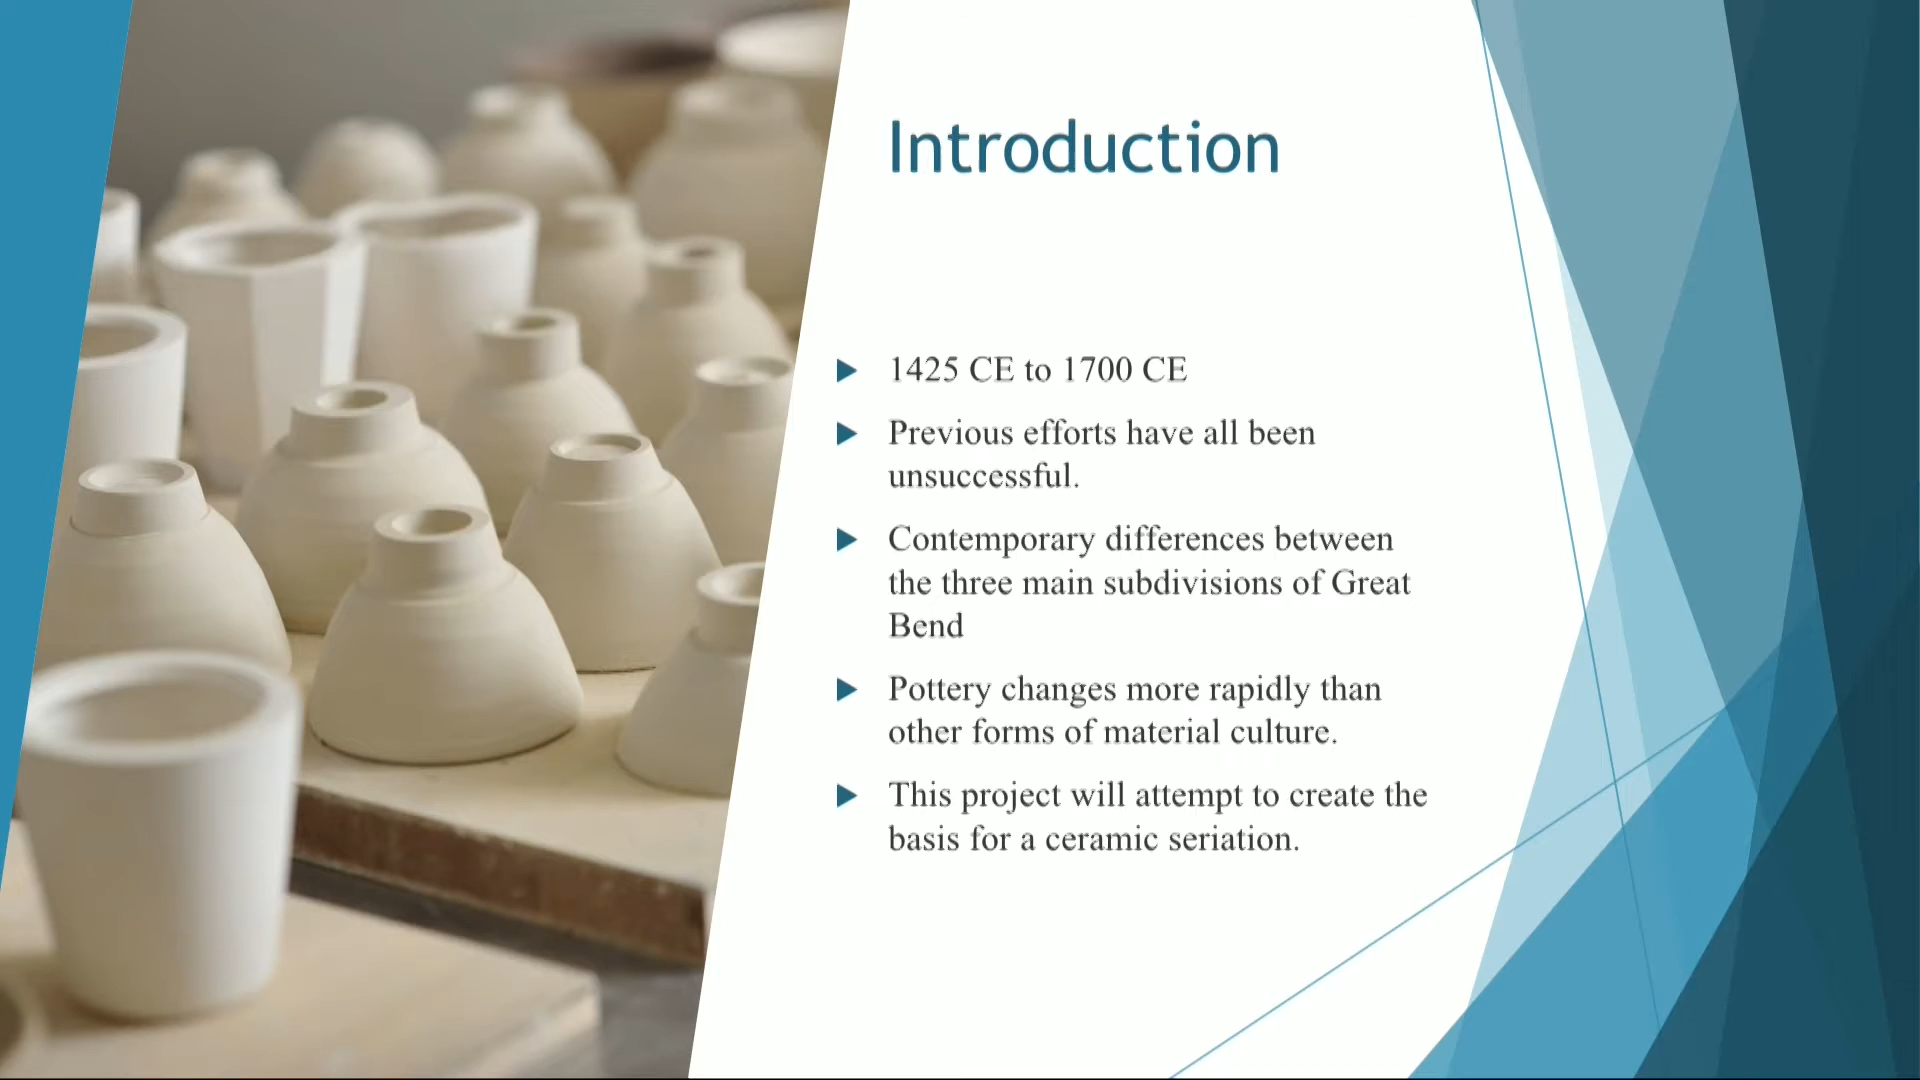 Introduction
1425 CE to 1700 CE
Previous efforts have all been
unsuccessful.
Contemporary differences between
the three main subdivisions of Great
Bend
Pottery changes more rapidly than
other forms of material culture.
This project will attempt to create the
basis for a ceramic seriation.